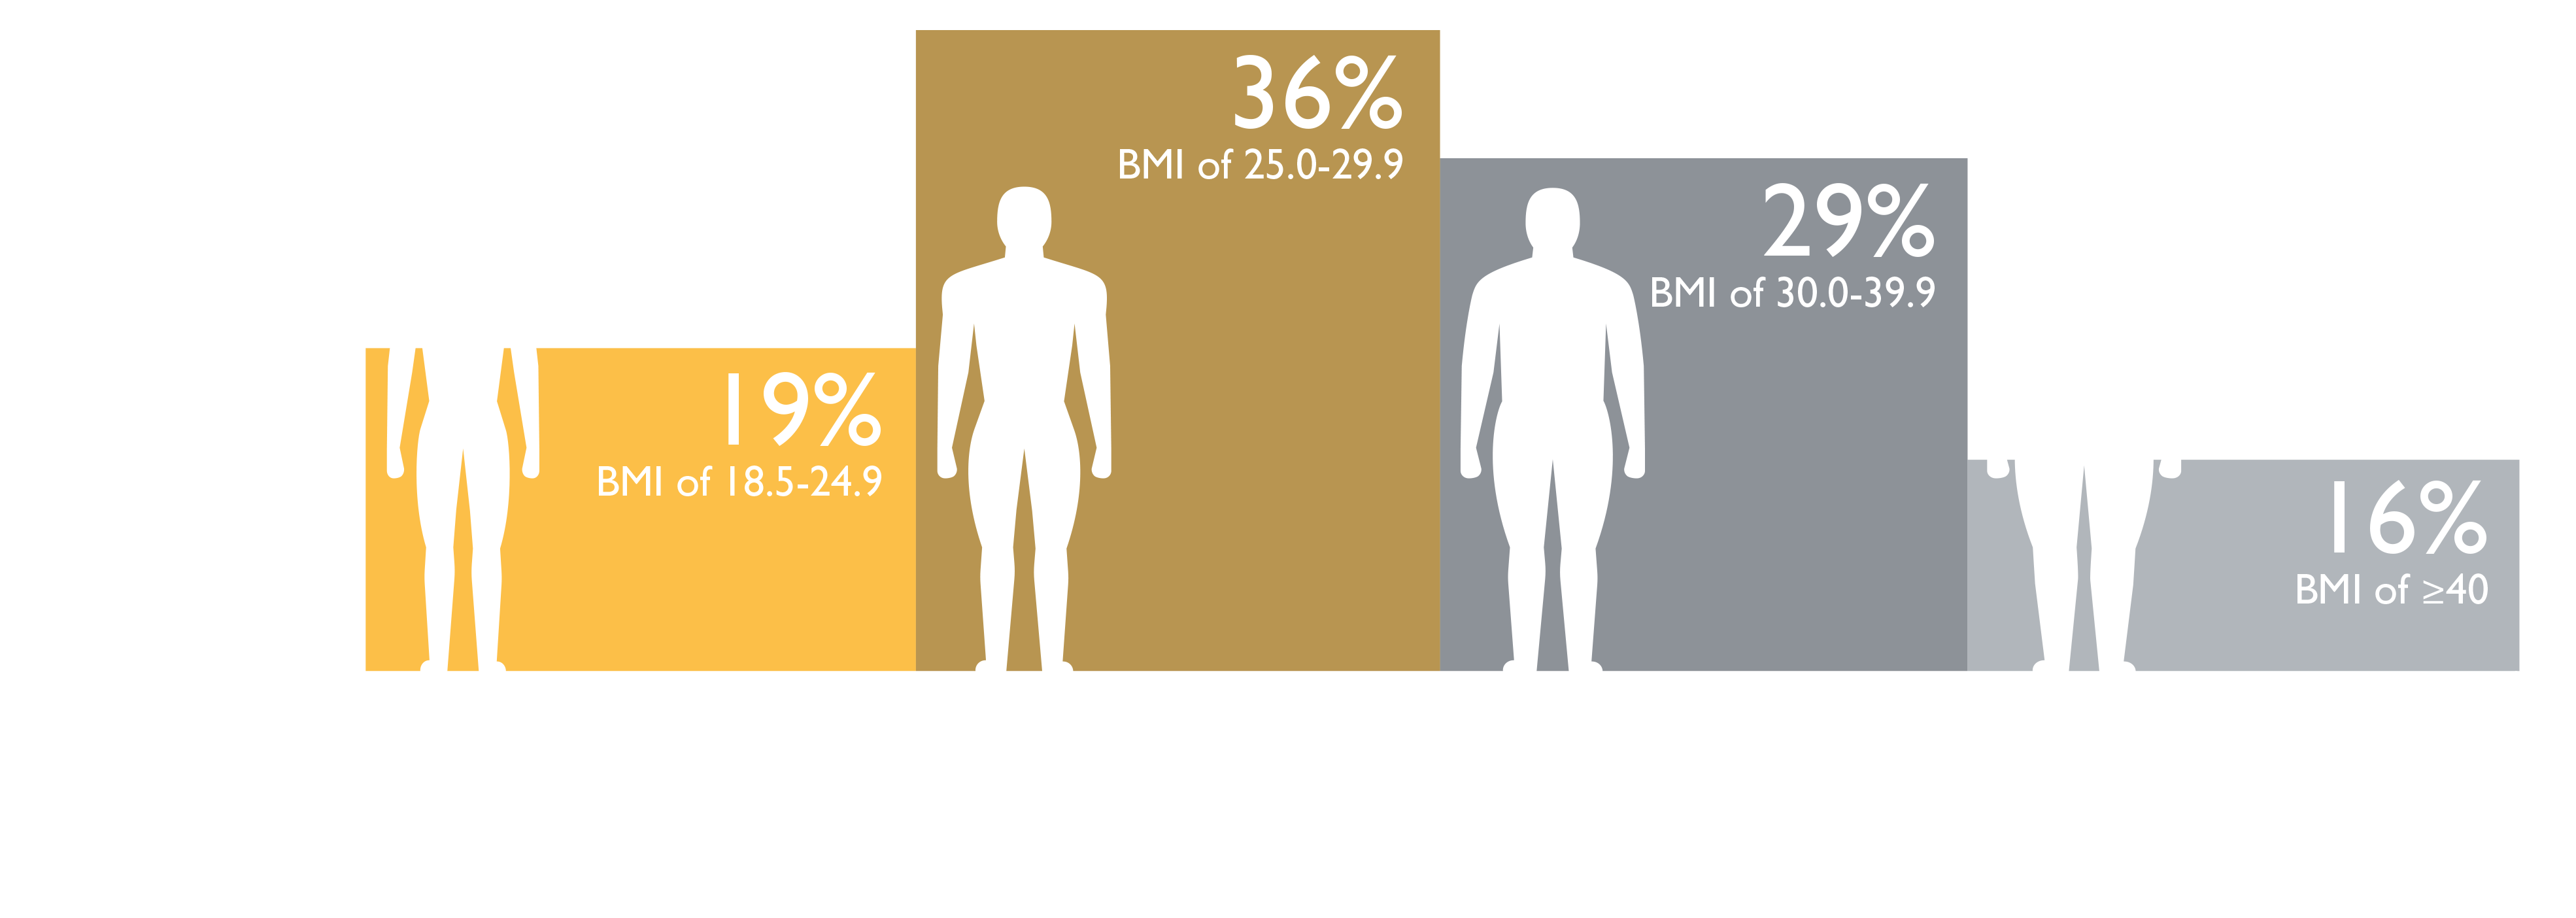 19%
BMI of 18.5-24.9
36%
BMI of 25.0-29.9
29%
BMI of 30.0-39.9
16%
BMI of ≥40